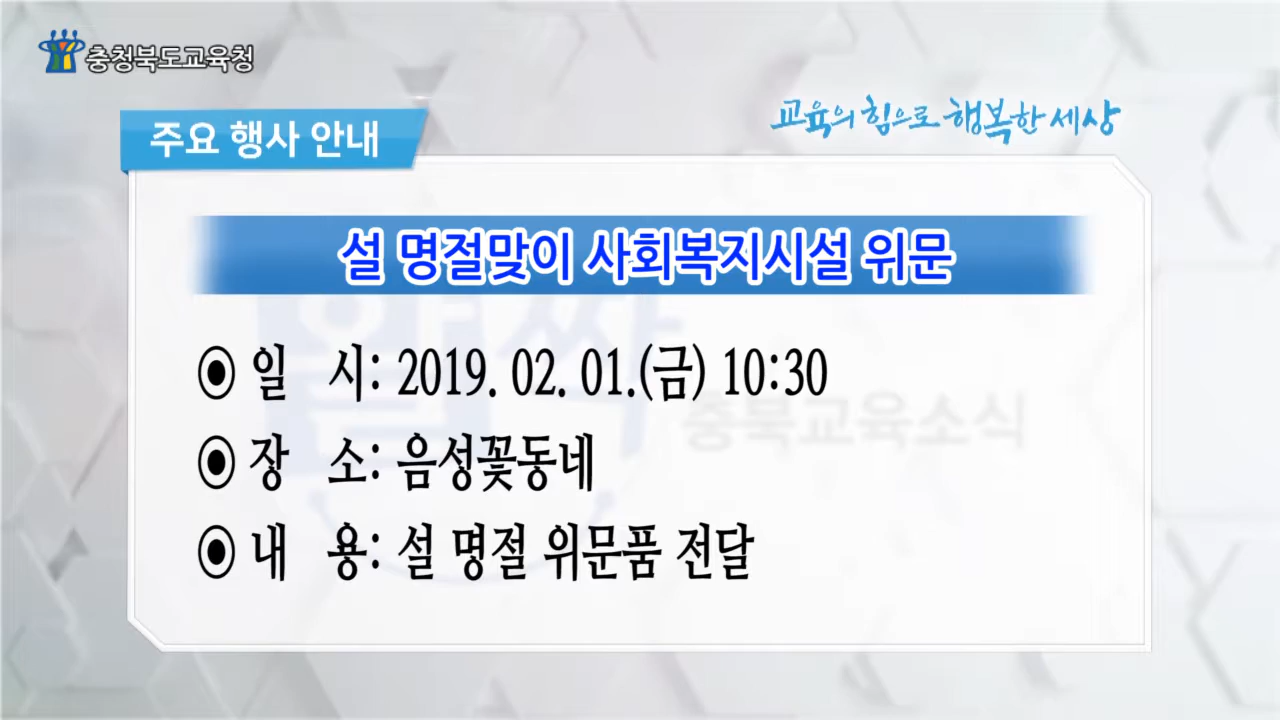 충청북도교육청
교육의 힘으로 행복한 세상
주요 행사 안내
설 명절맞이 사회복지시설 위문
⊙ 일 시: 2019. 02. 01.(금) 10:30
충북교육소식
⊙ 장 소: 음성꽃동네
⊙ 내 용: 설 명절 위문품 전달